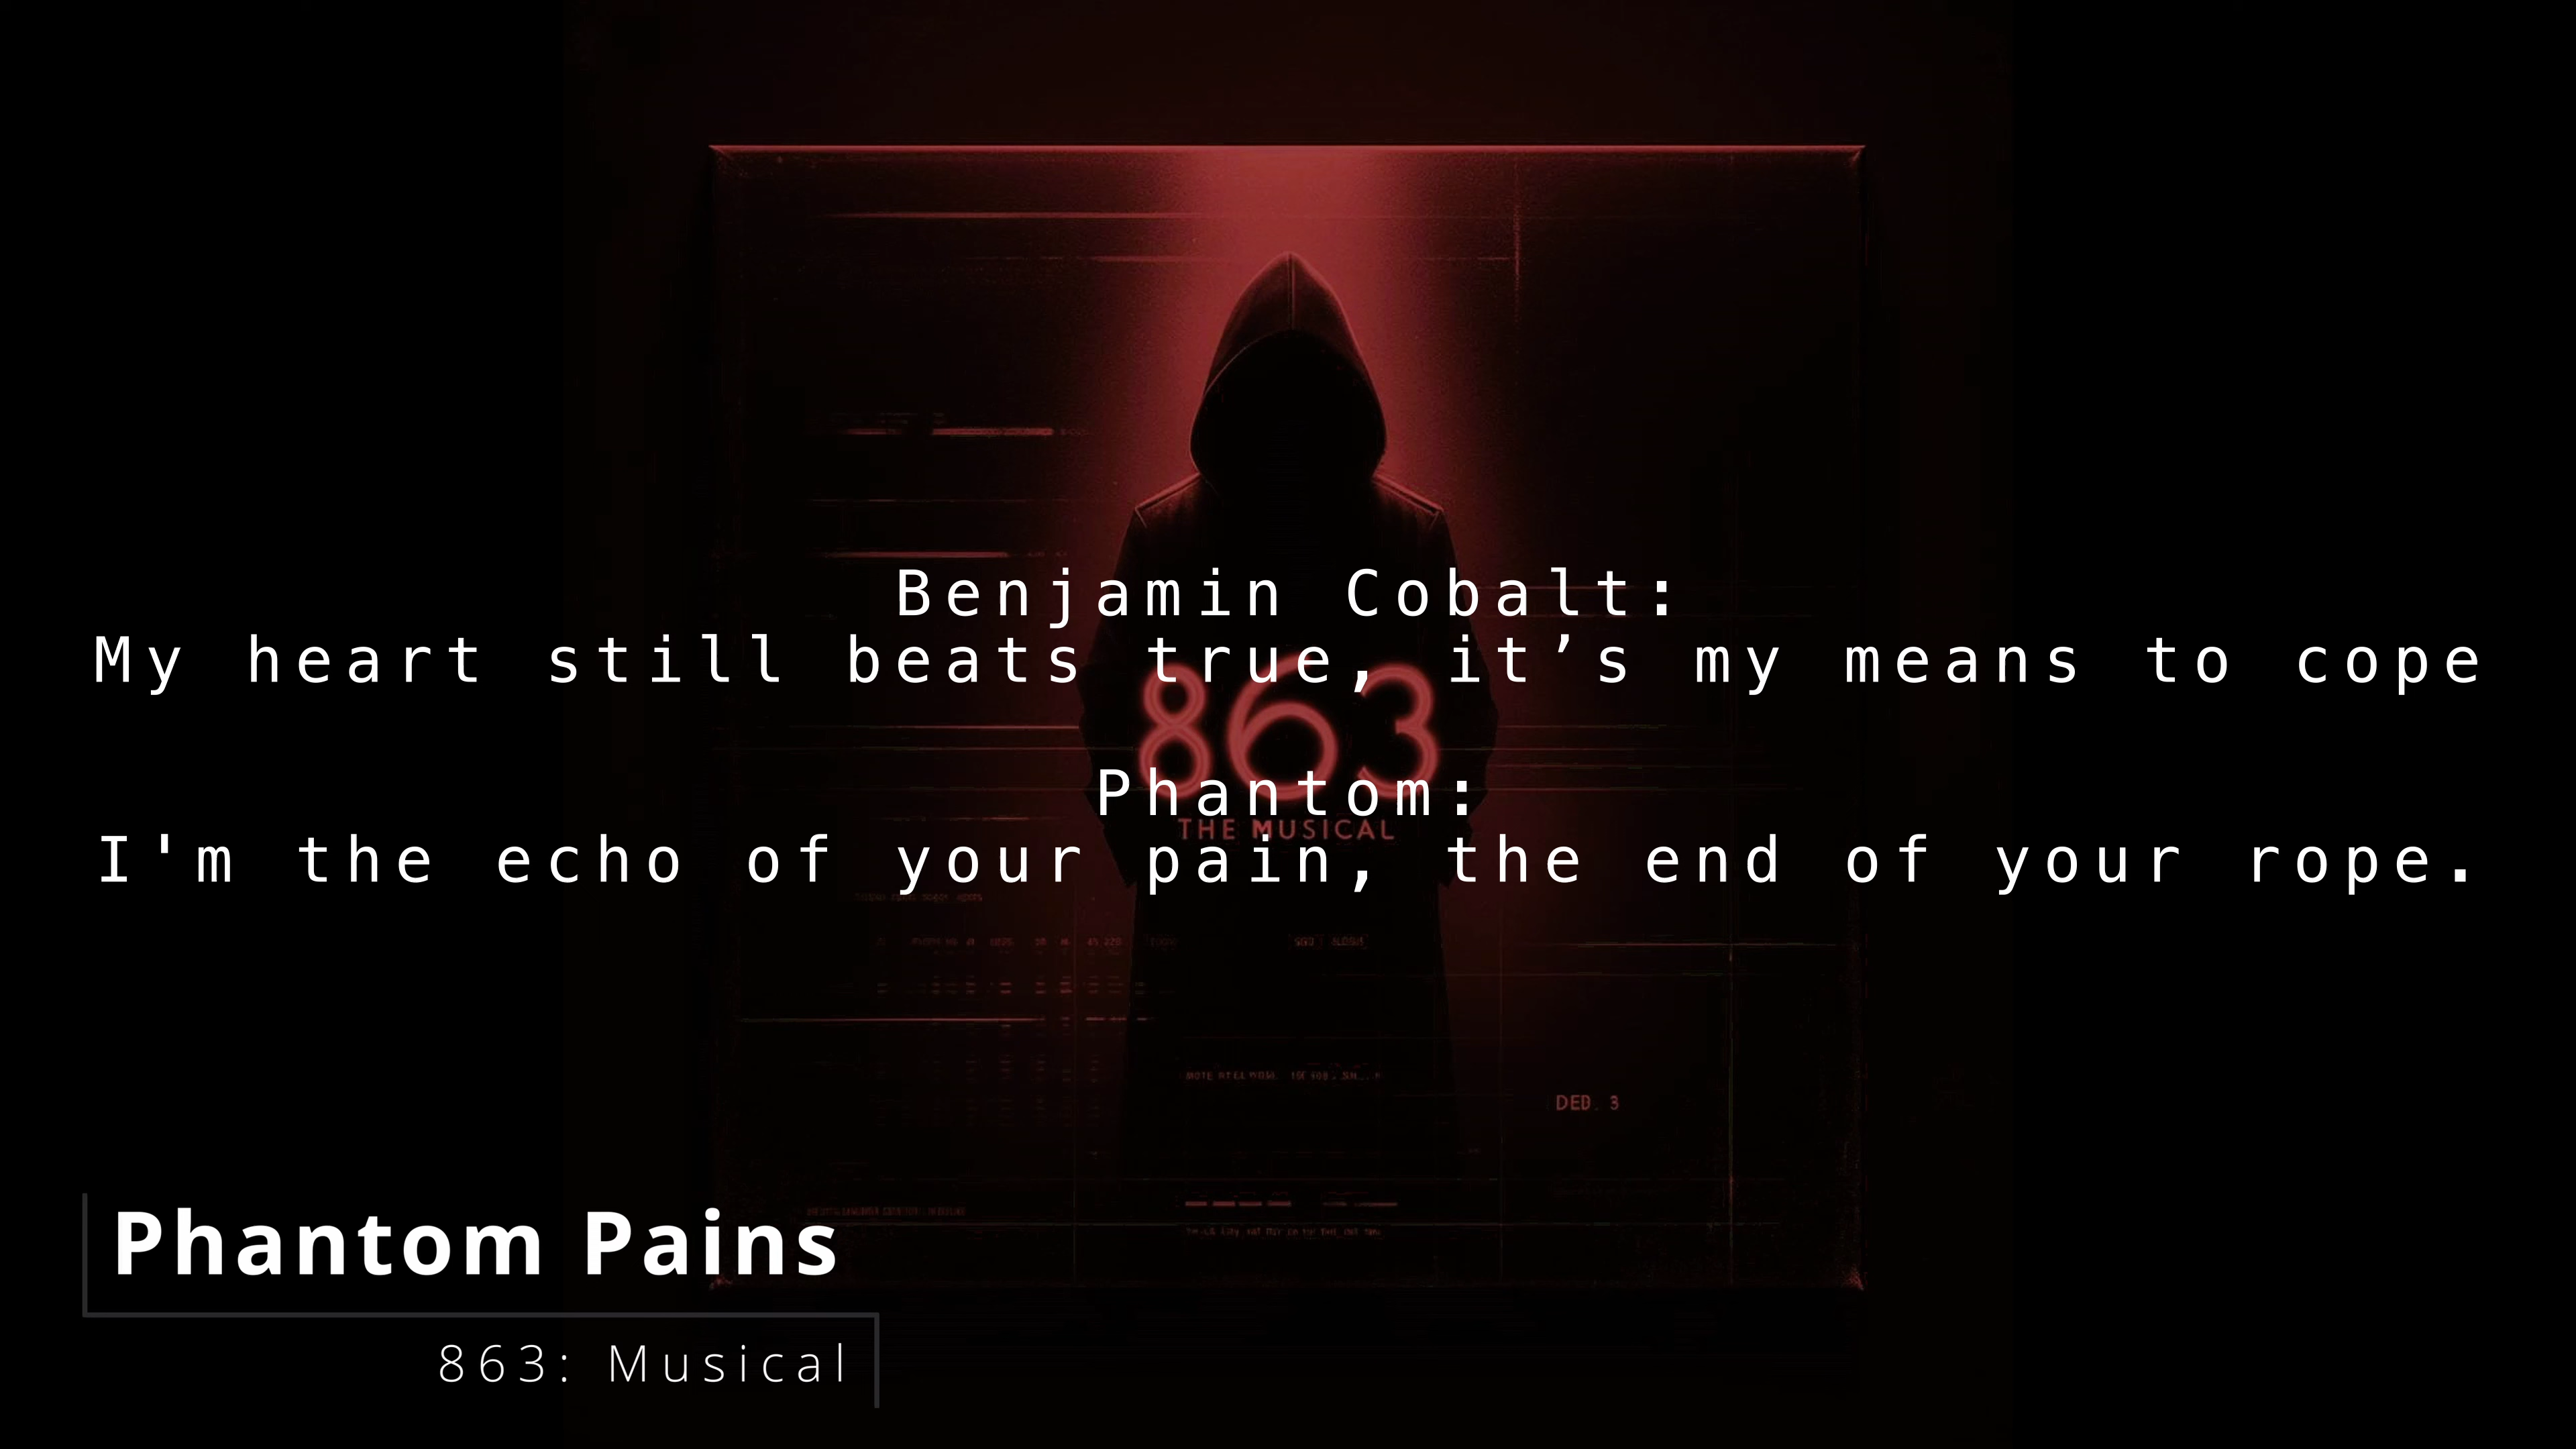 Benjamin Cobalt:
My heart still beats true, it’s my means to cope
863
Phantom:
THE MUSICAL
I'm the echo of your pain, the end of your rope.
DED. 3
Phantom Pains
863: Musical